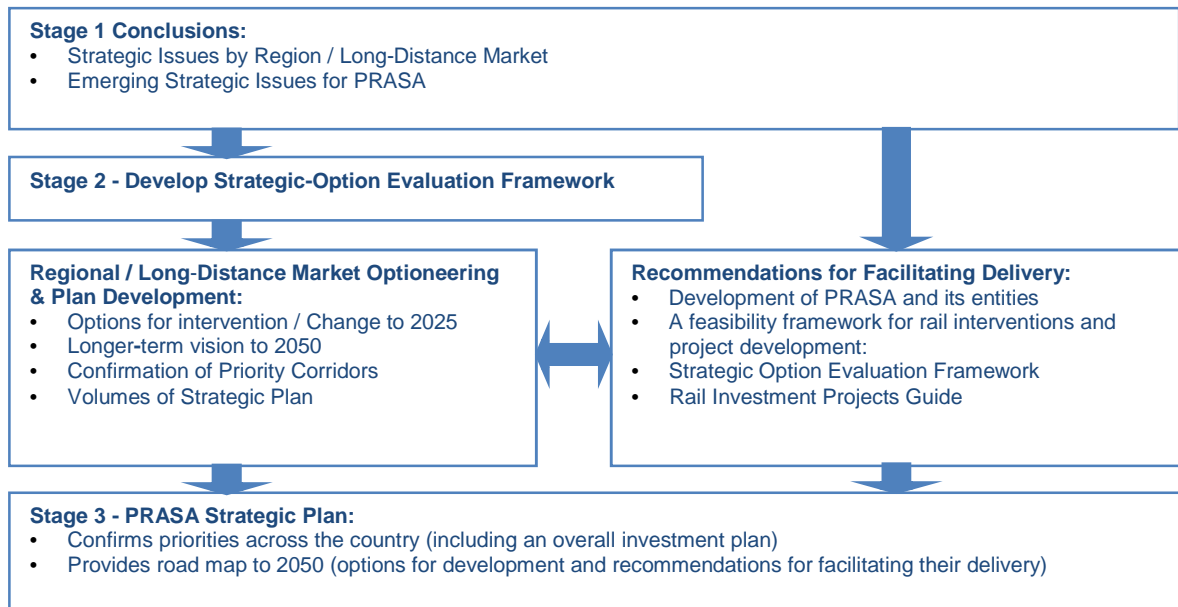 Stage 1 Conclusions:
• Strategic Issues by Region / Long-Distance Market
• Emerging Strategic Issues for PRASA
Stage 2 - Develop Strategic-Option Evaluation Framework
Regional / Long-Distance Market Optioneering
& Plan Development:
• Options for intervention / Change to 2025
• Longer-term vision to 2050
• Confirmation of Priority Corridors
• Volumes of Strategic Plan
Recommendations for Facilitating Delivery:
• Development of PRASA and its entities
• A feasibility framework for rail interventions and
project development:
• Strategic Option Evaluation Framework
• Rail Investment Projects Guide
Stage 3 - PRASA Strategic Plan:
• Confirms priorities across the country (including an overall investment plan)
• Provides road map to 2050 (options for development and recommendations for facilitating their delivery)